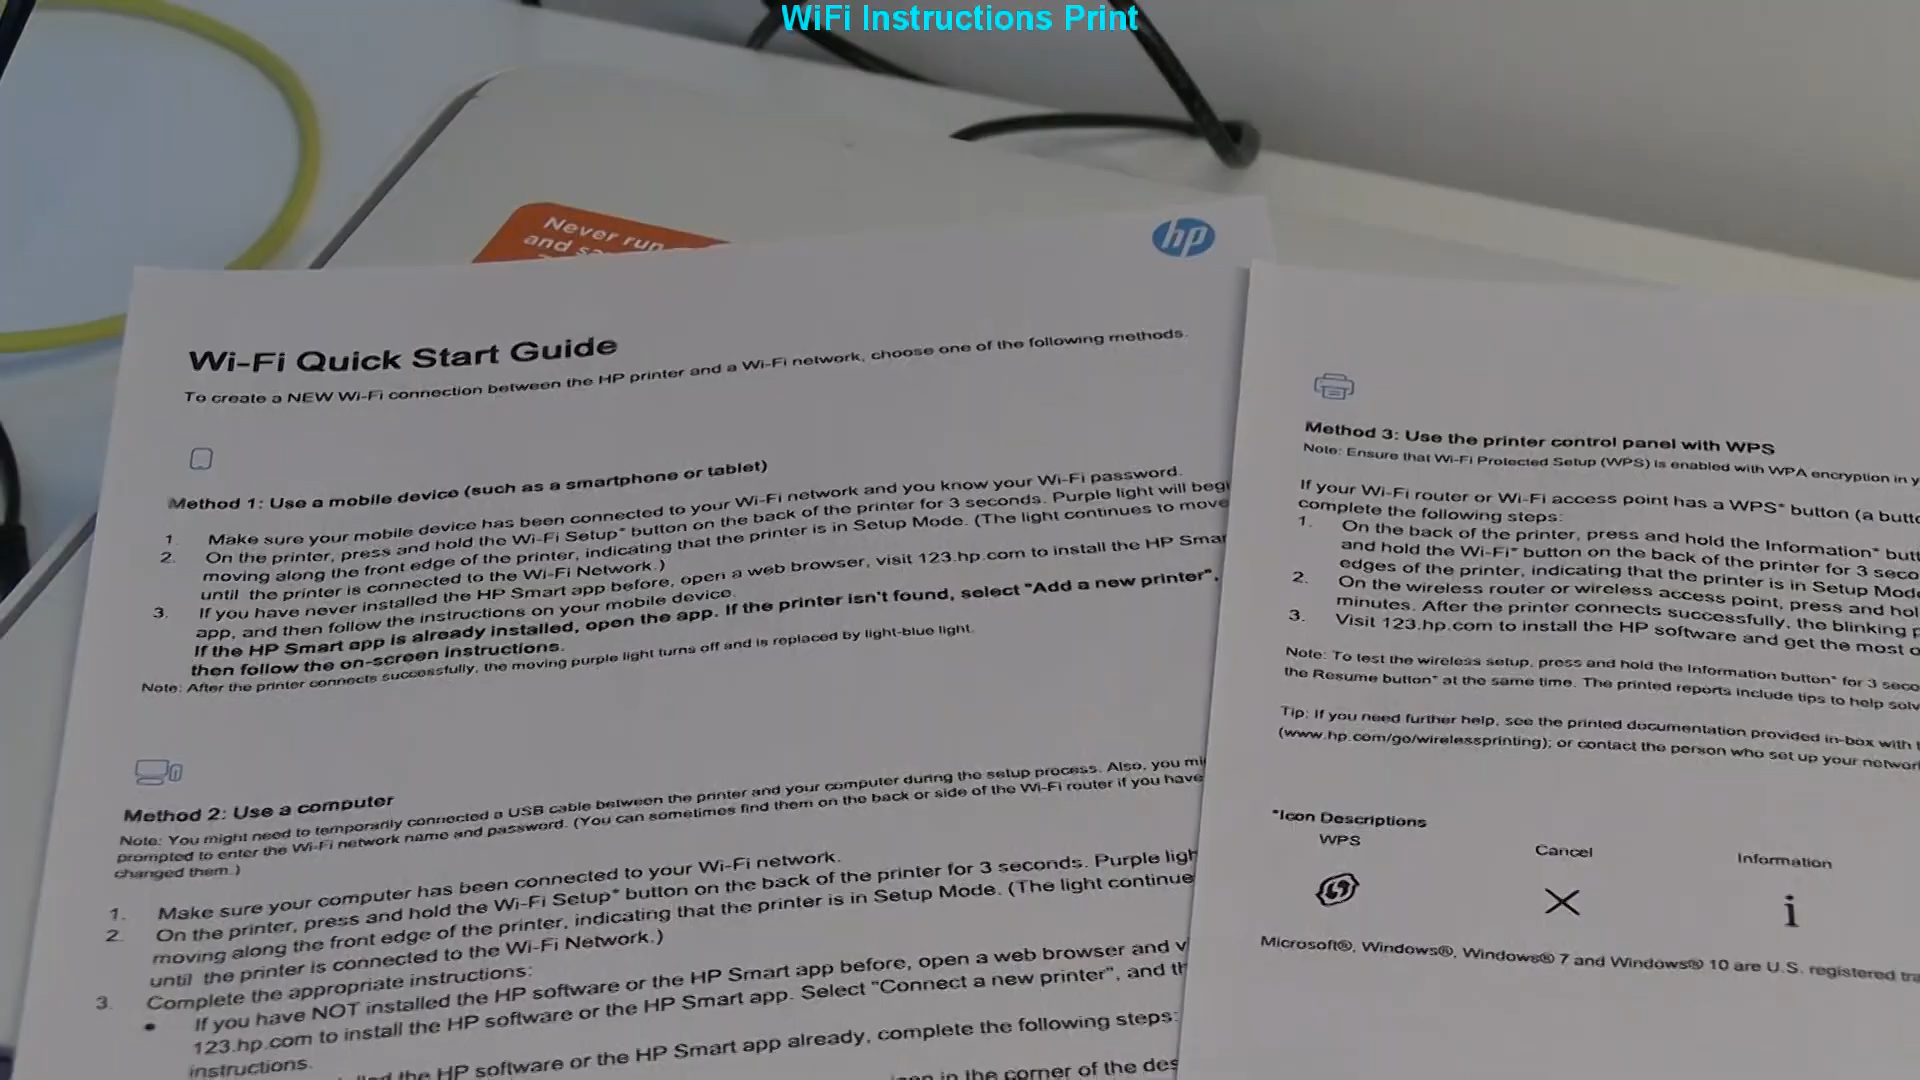 WiFi Instructions Print
Never run
and
hp
Wi-Fi Quick Start Guide
To create a NEW Wi-Fi connection between the HP printer and a Wi-Fi network, choose one of the following methods.
Method 1: Use a mobile device (such as a smartphone or tablet)
1. Make sure your mobile device has been connected to your Wi-Fi network and you know your Wi-Fi password.
2. On the printer, press and hold the Wi-Fi Setup* button on the back of the printer for 3 seconds. Purple light will
moving along the front edge of the printer, indicating that the printer is in Setup Mode. (The light continues to move
until the printer is connected to the Wi-Fi Network.)
3. If you have never installed the HP Smart app before, open a web browser, visit 123.hp.com to install the HP
app, and then follow the instructions on your mobile device.
If the HP Smart app is already installed, open the app. If the printer isn't found, select "Add a new printer",
then follow the on-screen instructions.
Note: After the printer connects successfully, the moving purple light turns off and is replaced by light-blue light.
Method 2: Use a computer
Note: You might need to temporarily connected a USB cable between the printer and your computer during the setup process. Also, you
prompted to enter the Wi-Fi network name and password. (You can sometimes find them on the back or side of the Wi-Fi router if you have
changed them.)
1. Make sure your computer has been connected to your Wi-Fi network.
2. On the printer, press and hold the Wi-Fi Setup* button on the back of the printer for 3 seconds. Purple
moving along the front edge of the printer, indicating that the printer is in Setup Mode. (The light continue
until the printer is connected to the Wi-Fi Network.)
3. Complete the appropriate instructions:
• If you have NOT installed the HP software or the HP Smart app before, open a web browser and
123.hp.com to install the HP software or the HP Smart app. Select "Connect a new printer", and
instructions.
the HP software or the HP Smart app already, complete the following steps:
in the corner of the
Method 3: Use the printer control panel with WPS
Note: Ensure that Wi-Fi Protected Setup (WPS) is enabled with WPA encryption in
If your Wi-Fi router or Wi-Fi access point has a WPS* button (a
complete the following steps:
1. On the back of the printer, press and hold the Information*
and hold the Wi-Fi* button on the back of the printer for 3
edges of the printer, indicating that the printer is in Setup
2. On the wireless router or wireless access point, press and
minutes. After the printer connects successfully, the blinking
3. Visit 123.hp.com to install the HP software and get the most
Note: To test the wireless setup, press and hold the Information button* for 3
the Resume button* at the same time. The printed reports include tips to help
Tip: If you need further help, see the printed documentation provided in-box with
(www.hp.com/go/wirelessprinting); or contact the person who set up your
*Icon Descriptions
WPS Cancel Information
i
Microsoft®, Windows®, Windows® 7 and Windows® 10 are U.S. registered